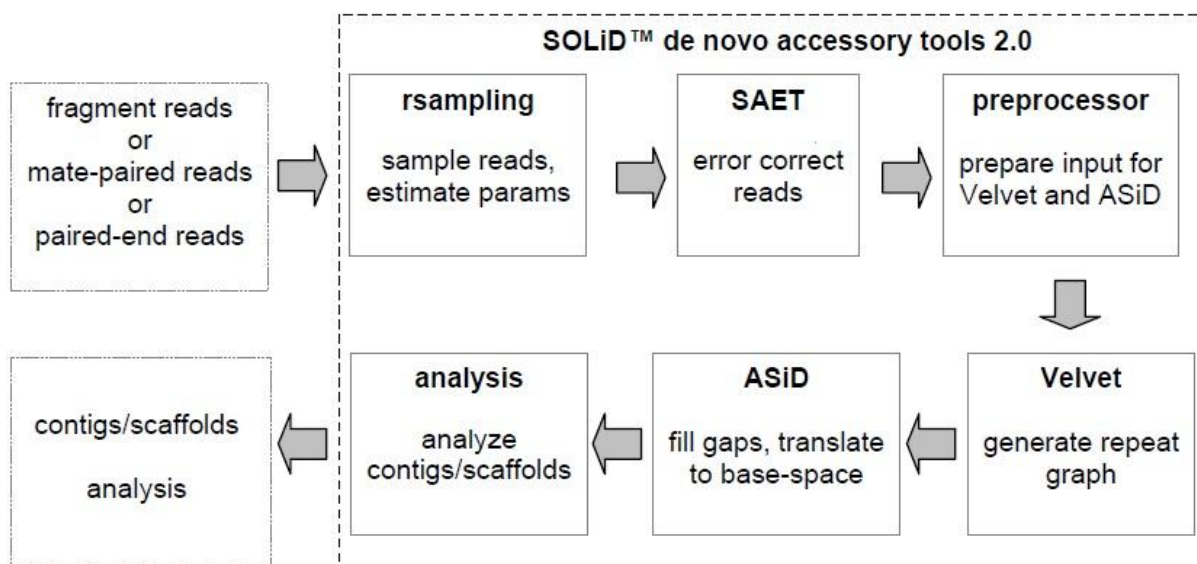 SOLiD™ de novo accessory tools 2.0
fragment reads
or
mate-paired reads
or
paired-end reads
rsampling
sample reads,
estimate params
SAET
error correct
reads
preprocessor
prepare input for
Velvet and ASiD
Velvet
generate repeat
graph
ASiD
fill gaps, translate
to base-space
analysis
analyze
contigs/scaffolds
contigs/scaffolds
analysis